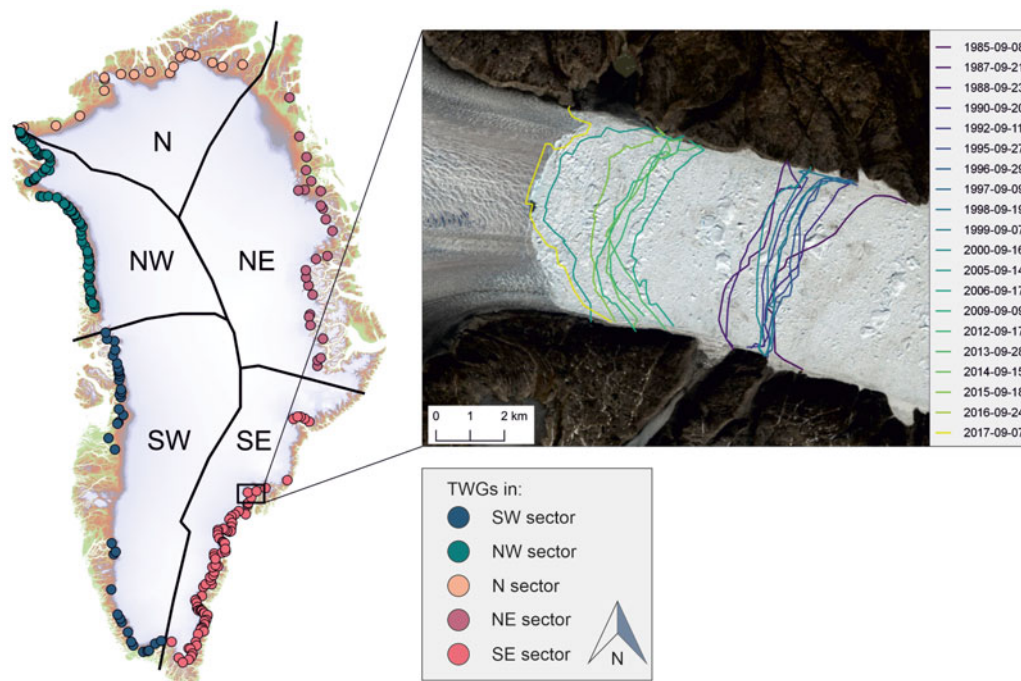 N
NW
NE
SW
SE
1985-09-08
1987-09-21
1988-09-23
1990-09-20
1992-09-11
1995-09-27
1996-09-29
1997-09-09
1998-09-19
1999-09-07
2000-09-16
2005-09-14
2006-09-17
2009-09-09
2012-09-17
2013-09-28
2014-09-15
2015-09-18
2016-09-24
2017-09-07
0 1 2 km
TWGs in:
SW sector
NW sector
N sector
NE sector
SE sector
N